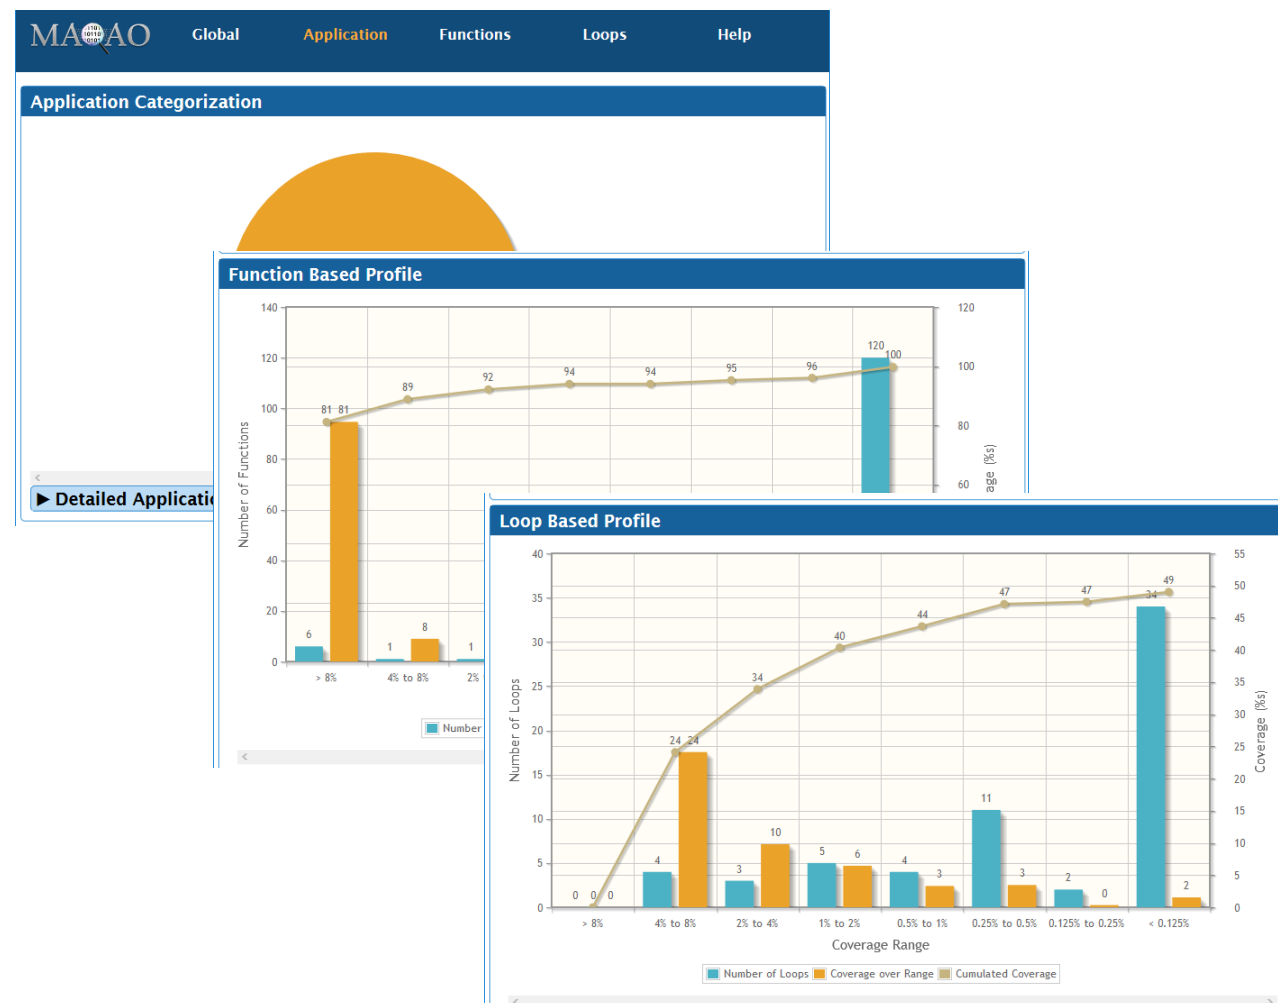 MAQAO Global Application Functions Loops Help
Application Categorization
▶ Detailed Applicatio
Function Based Profile
140 120
120 100
100 80
80 60
60
40
20
0
Number of Functions
age (%s)
81 81 89 92 94 94 95 96 120 100
6 1 8 1
> 8% 4% to 8% 2%
Number
Loop Based Profile
40 55
35 50
30 45
25 40
20 35
15 30
10 25
5 20
0 15
10
5
0
Number of Loops
Coverage (%s)
0 0 0 24 24 34 40 44 47 47 49
4 3 10 5 6 4 3 11 3 2 0 34 2
> 8% 4% to 8% 2% to 4% 1% to 2% 0.5% to 1% 0.25% to 0.5% 0.125% to 0.25% < 0.125%
Coverage Range
Number of Loops Coverage over Range Cumulated Coverage